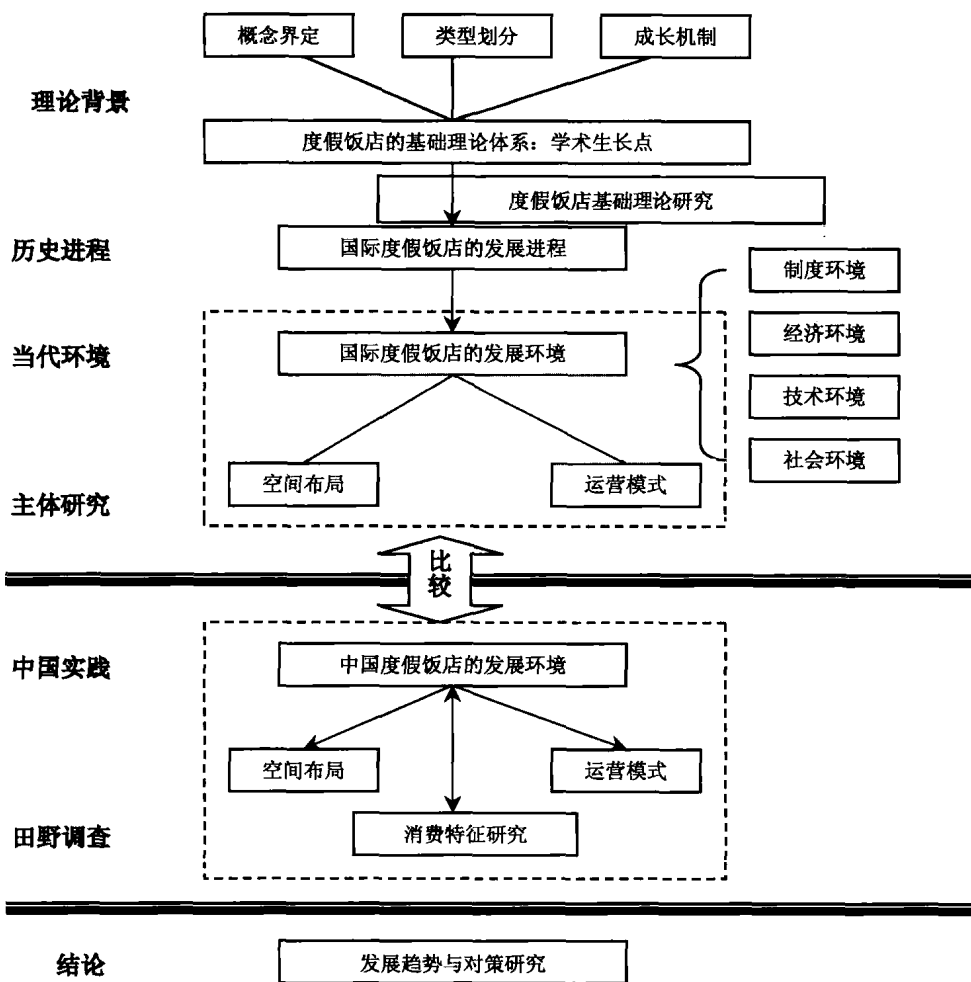 概念界定
类型划分
成长机制
理论背景
度假饭店的基础理论体系：学术生长点
度假饭店基础理论研究
历史进程
国际度假饭店的发展进程
制度环境
当代环境
国际度假饭店的发展环境
经济环境
技术环境
社会环境
主体研究
空间布局
运营模式
比
较
中国实践
中国度假饭店的发展环境
空间布局
运营模式
田野调查
消费特征研究
结论
发展趋势与对策研究